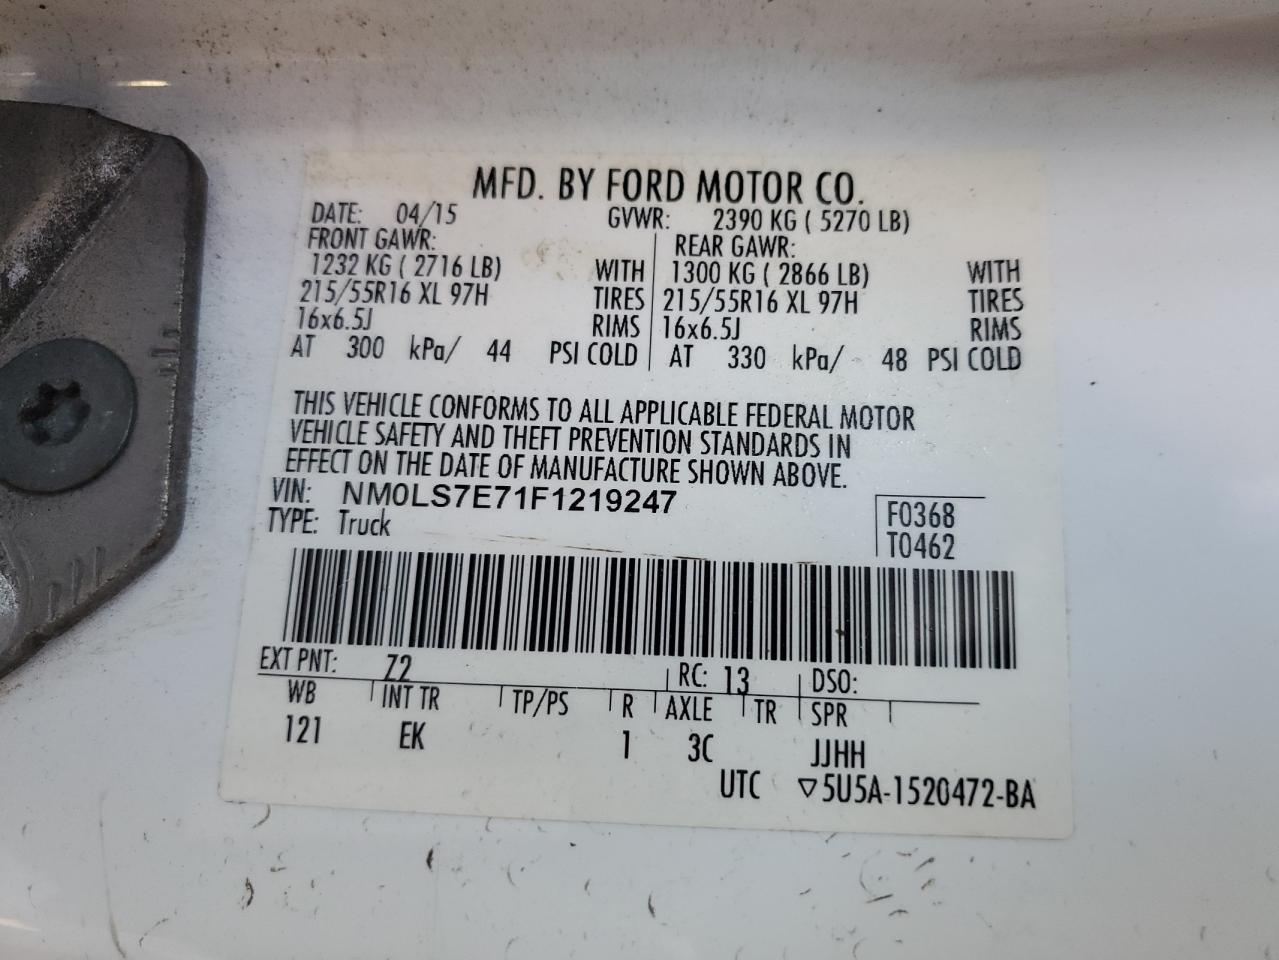 MFD. BY FORD MOTOR CO.
DATE: 04/15 GVWR: 2390 KG ( 5270 LB)
FRONT GAWR: REAR GAWR:
1232 KG ( 2716 LB) WITH 1300 KG ( 2866 LB) WITH
215/55R16 XL 97H TIRES 215/55R16 XL 97H TIRES
16x6.5J RIMS 16x6.5J RIMS
AT 300 kPa/ 44 PSI COLD AT 330 kPa/ 48 PSI COLD
THIS VEHICLE CONFORMS TO ALL APPLICABLE FEDERAL MOTOR
VEHICLE SAFETY AND THEFT PREVENTION STANDARDS IN
EFFECT ON THE DATE OF MANUFACTURE SHOWN ABOVE.
VIN: NM0LS7E71F1219247
TYPE: Truck F0368
T0462
EXT PNT: Z2 RC: 13 DSO:
WB INT TR TP/PS R AXLE TR SPR
121 EK 1 3C JJHH
UTC ▽5U5A-1520472-BA